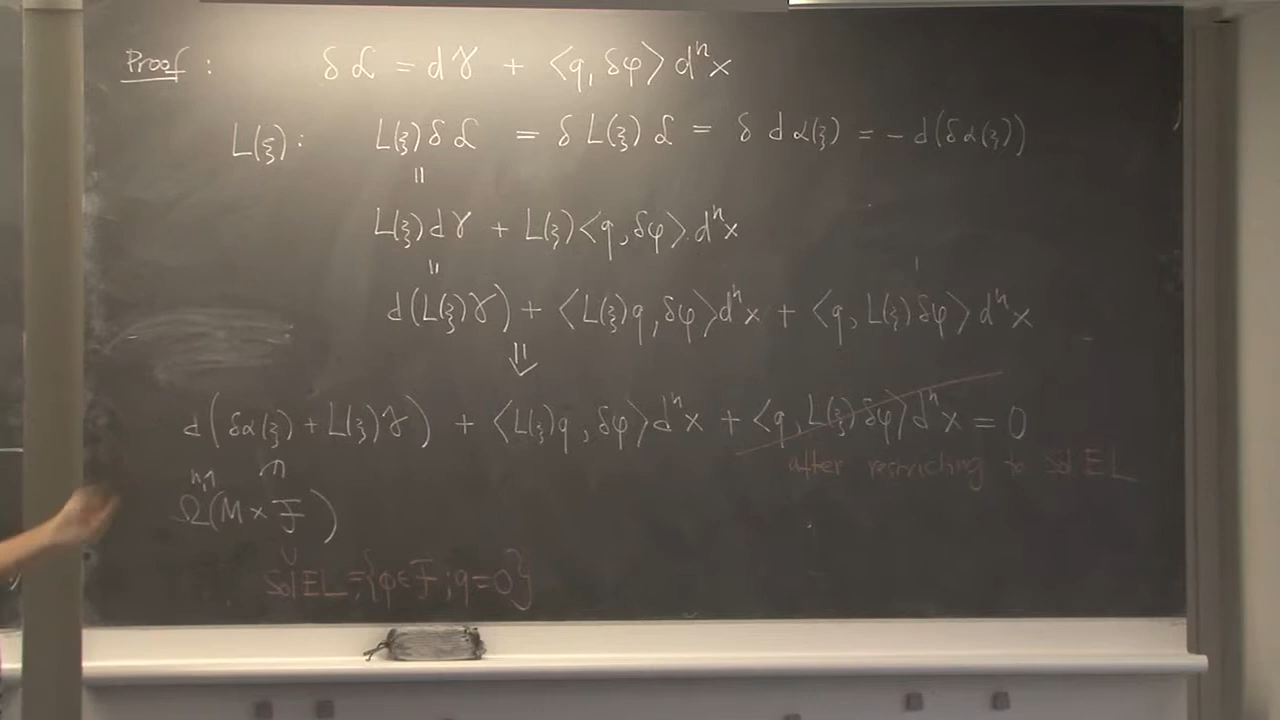 Proof : δℒ = dγ + <q, δφ> dⁿx
L(ξ): L(ξ) δℒ = δ L(ξ) ℒ = δ d α(ξ) = - d(δα(ξ))
=
L(ξ) dγ + L(ξ) <q, δφ> dⁿx
=
d(L(ξ)γ) + <L(ξ)q, δφ> dⁿx + <q, L(ξ)δφ> dⁿx
⇓
d(δα(ξ) + L(ξ)γ) + <L(ξ)q, δφ> dⁿx + <q, L(ξ)δφ> dⁿx = 0
after restricting to Sol EL
∩
Ω(M × F)
∪
Sol EL = {φ ∈ F ; q = 0}